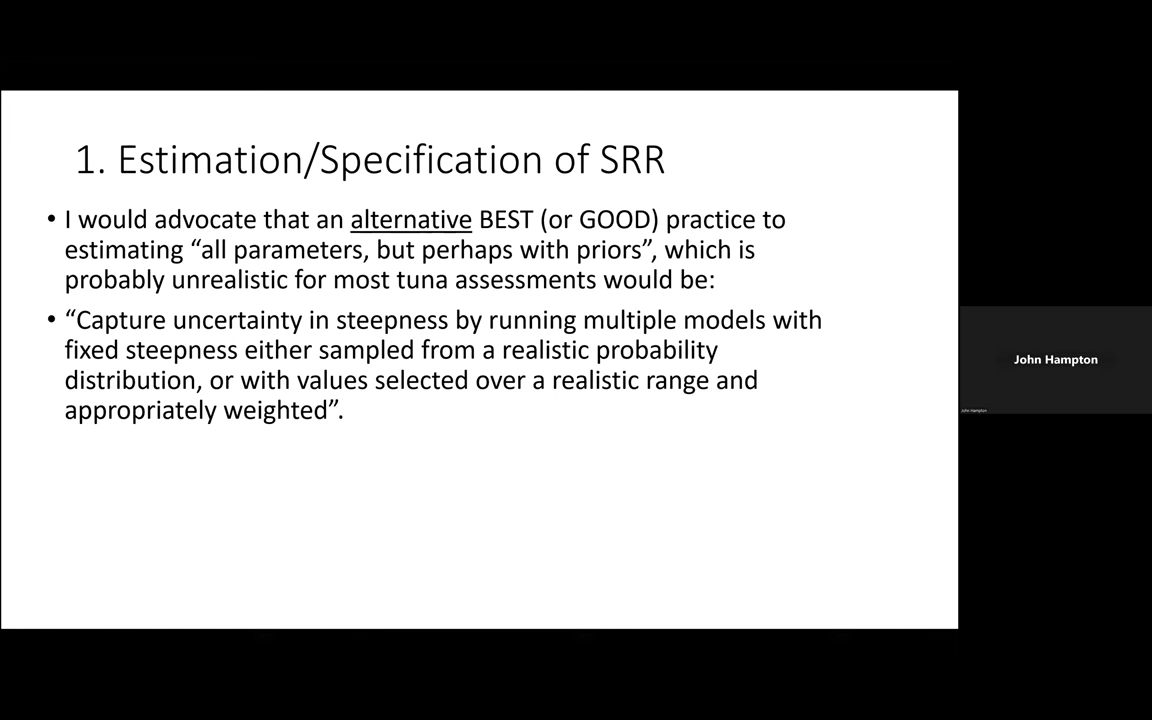 1. Estimation/Specification of SRR
• I would advocate that an alternative BEST (or GOOD) practice to
estimating “all parameters, but perhaps with priors”, which is
probably unrealistic for most tuna assessments would be:
• “Capture uncertainty in steepness by running multiple models with
fixed steepness either sampled from a realistic probability
distribution, or with values selected over a realistic range and
appropriately weighted”.
John Hampton
John Hampton